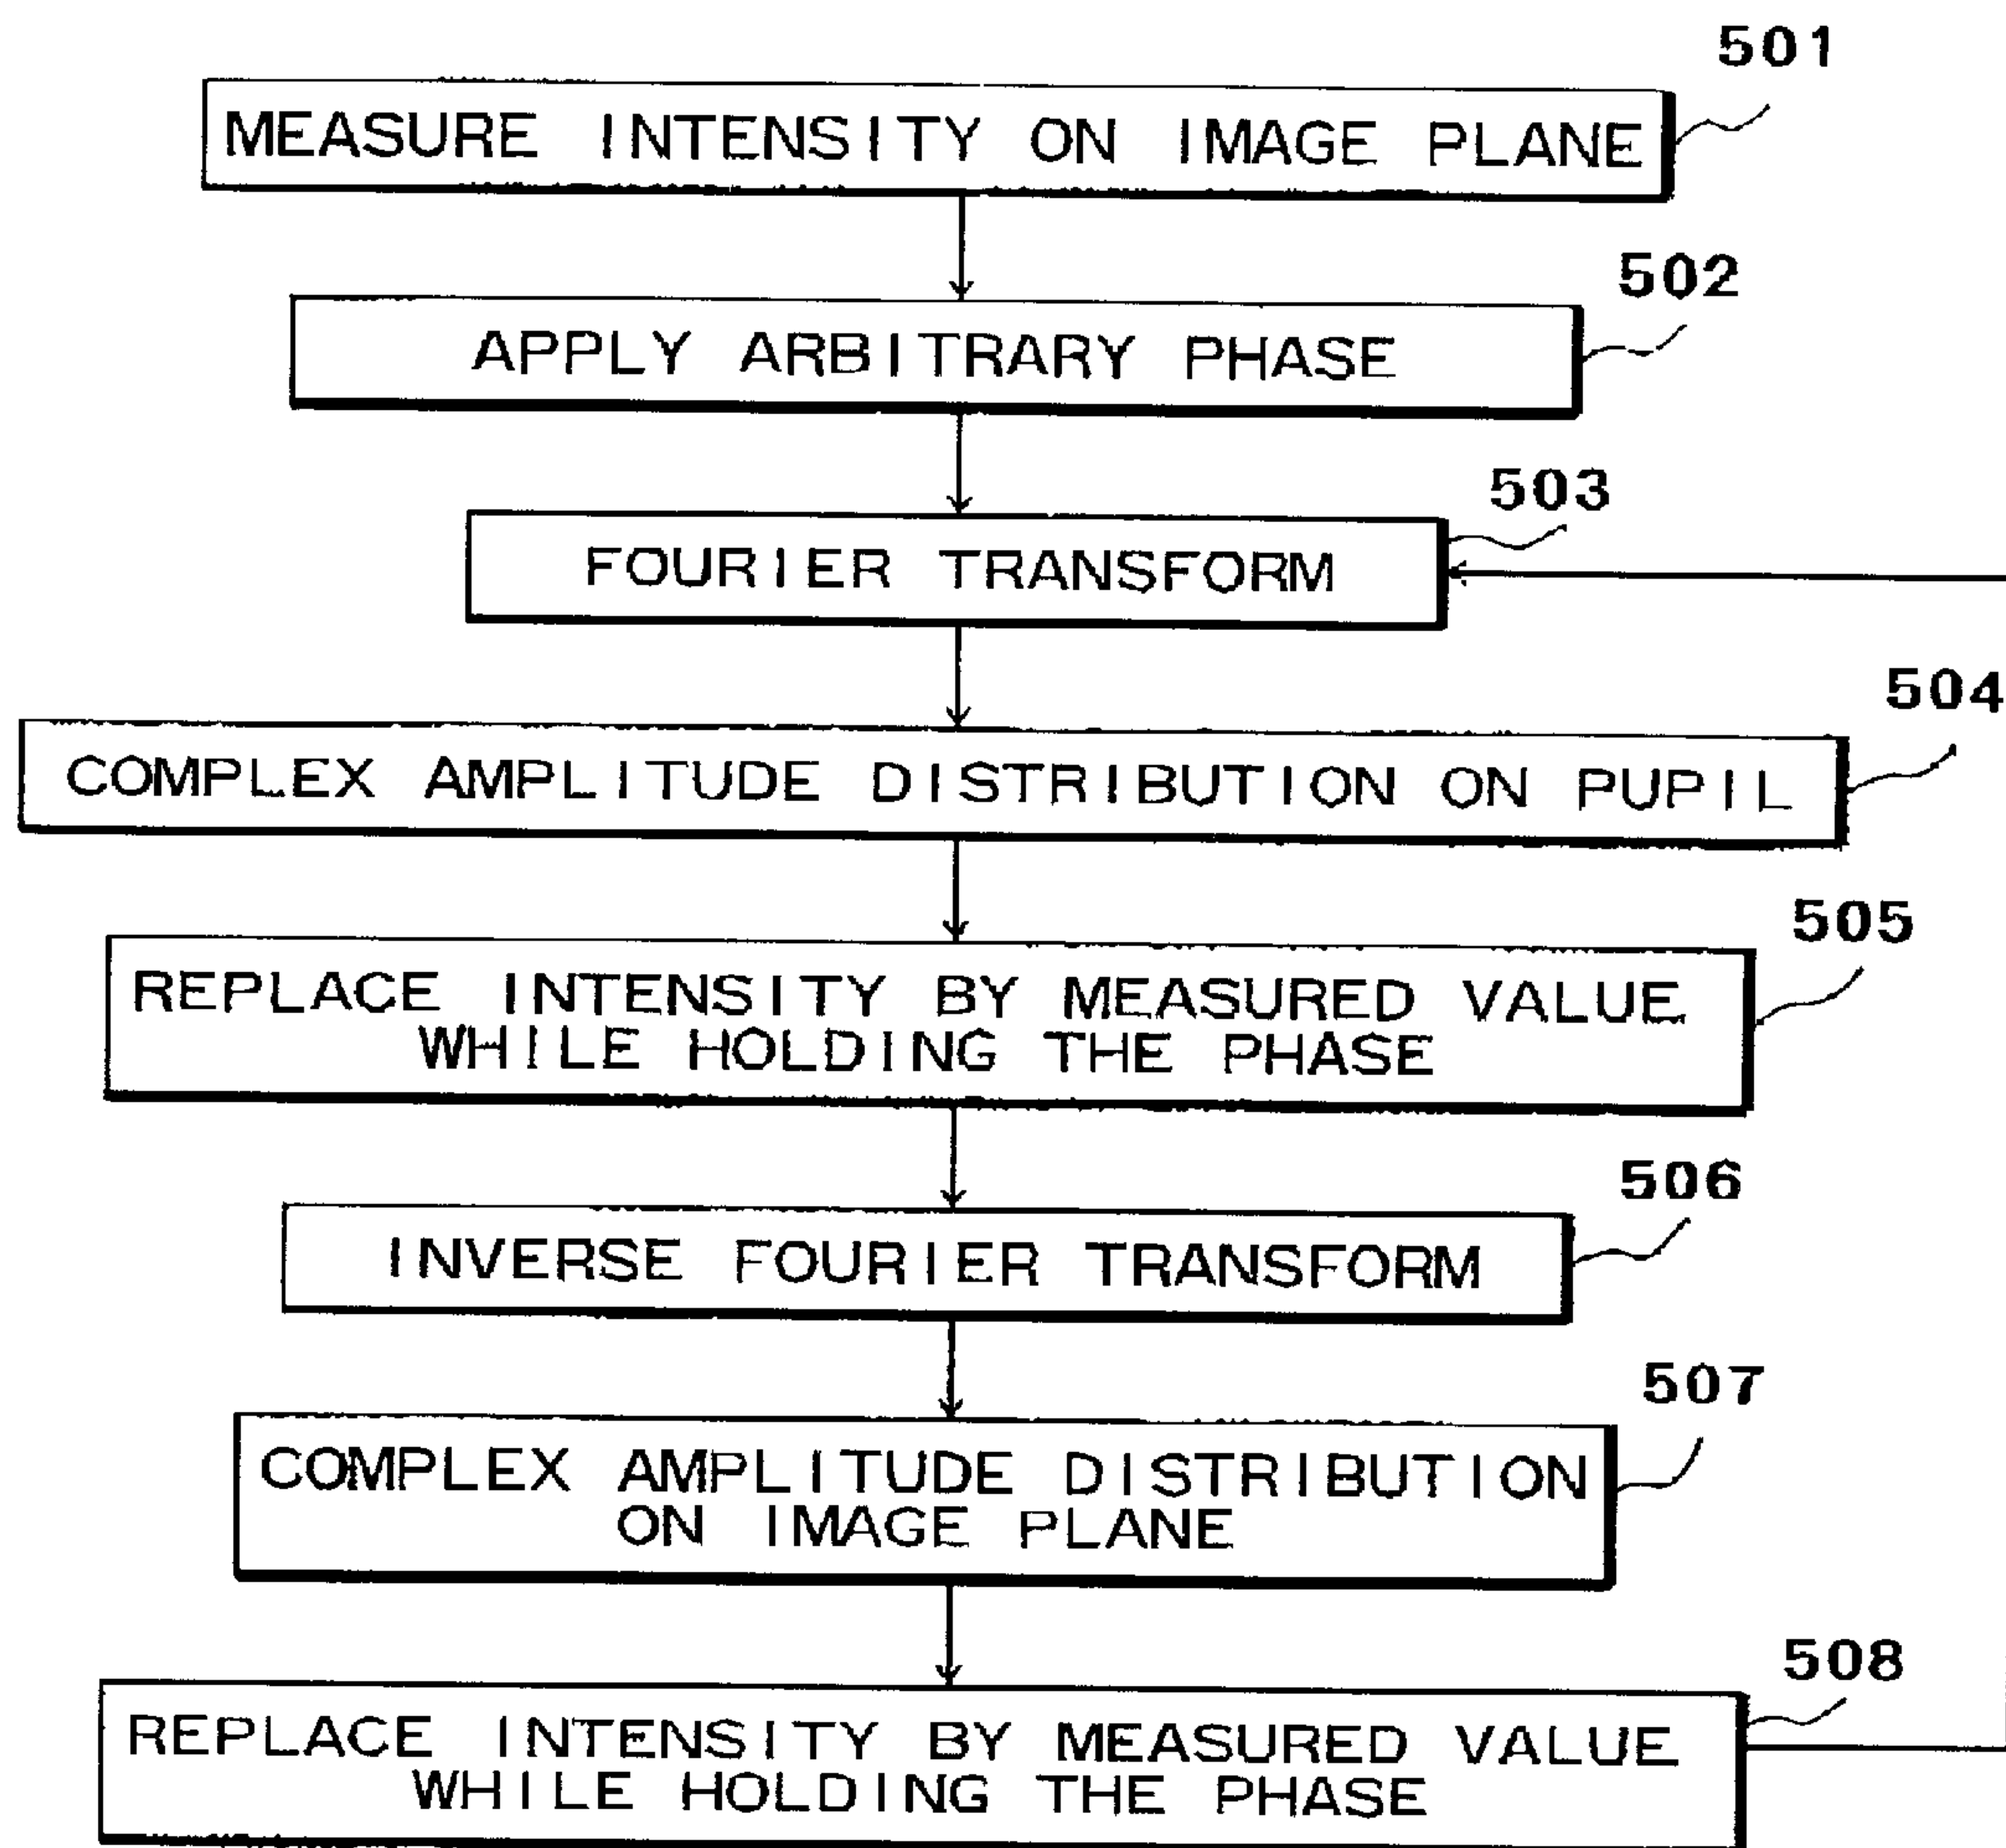 501
MEASURE INTENSITY ON IMAGE PLANE
502
APPLY ARBITRARY PHASE
503
FOURIER TRANSFORM
504
COMPLEX AMPLITUDE DISTRIBUTION ON PUPIL
505
REPLACE INTENSITY BY MEASURED VALUE
WHILE HOLDING THE PHASE
506
INVERSE FOURIER TRANSFORM
507
COMPLEX AMPLITUDE DISTRIBUTION
ON IMAGE PLANE
508
REPLACE INTENSITY BY MEASURED VALUE
WHILE HOLDING THE PHASE